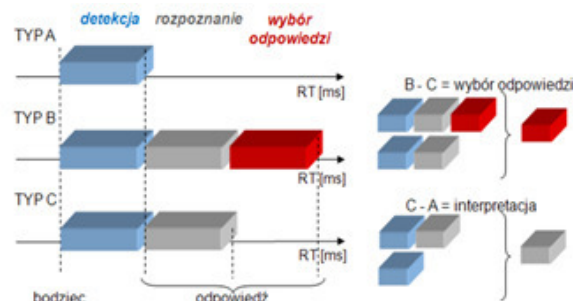 detekcja rozpoznanie wybór
odpowiedzi
TYP A
RT [ms]
TYP B
RT [ms]
TYP C
RT [ms]
bodziec odpowiedź
B - C = wybór odpowiedzi
C - A = interpretacja